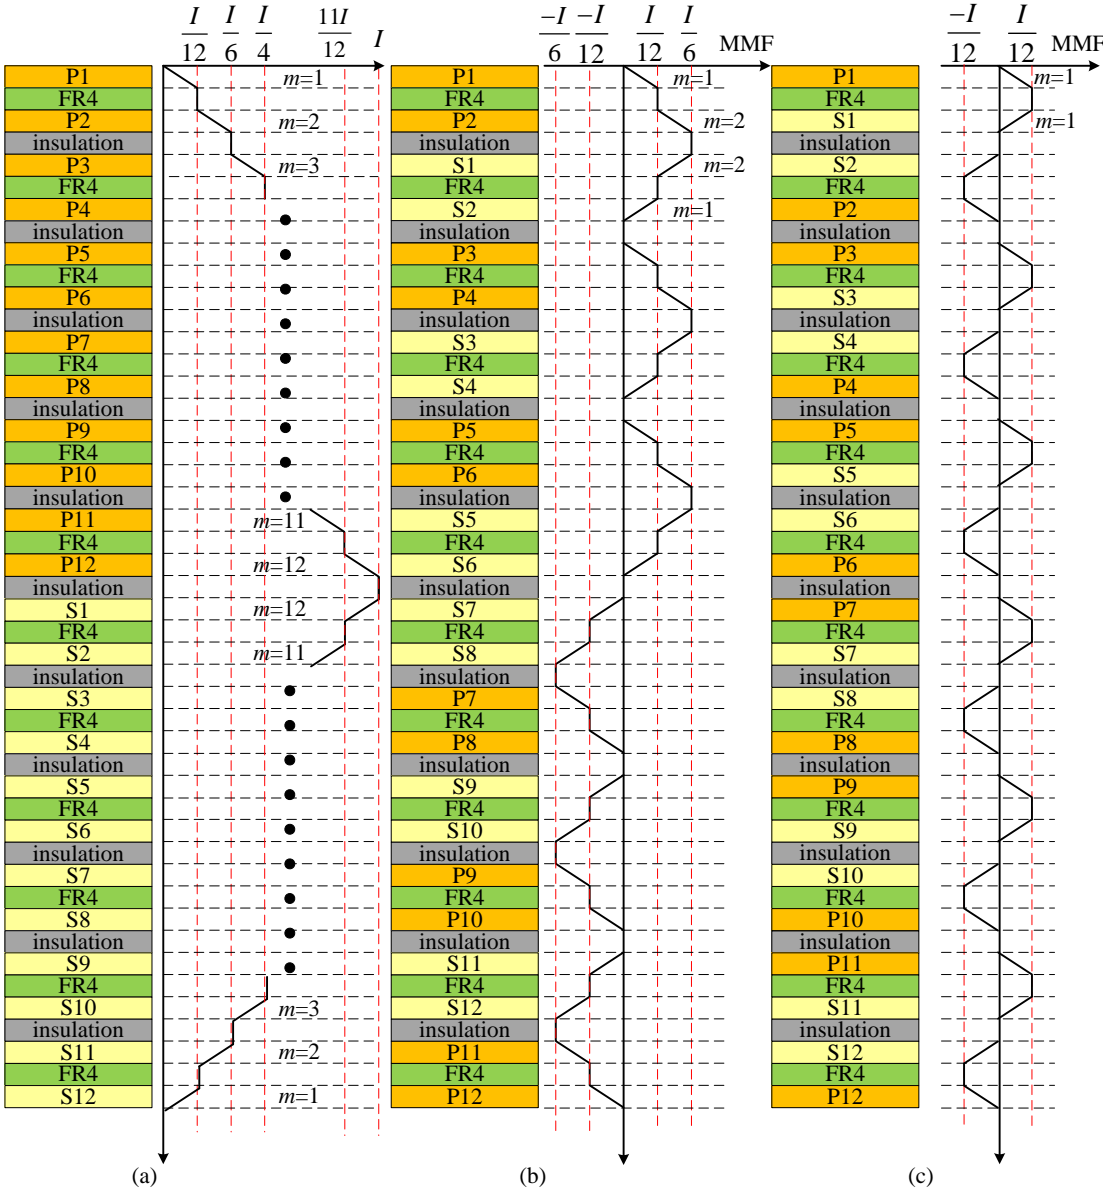 I/12 I/6 I/4 11I/12 I
P1 m=1
FR4
P2 m=2
insulation
P3 m=3
FR4
P4
insulation
P5
FR4
P6
insulation
P7
FR4
P8
insulation
P9
FR4
P10
insulation
P11 m=11
FR4
P12 m=12
insulation
S1 m=12
FR4
S2 m=11
insulation
S3
FR4
S4
insulation
S5
FR4
S6
insulation
S7
FR4
S8
insulation
S9
FR4
S10 m=3
insulation
S11 m=2
FR4
S12 m=1
(a)
−I/6 −I/12 I/12 I/6 MMF
P1 m=1
FR4
P2 m=2
insulation
S1 m=2
FR4
S2 m=1
insulation
P3
FR4
P4
insulation
S3
FR4
S4
insulation
P5
FR4
P6
insulation
S5
FR4
S6
insulation
S7
FR4
S8
insulation
P7
FR4
P8
insulation
S9
FR4
S10
insulation
P9
FR4
P10
insulation
S11
FR4
S12
insulation
P11
FR4
P12
(b)
−I/12 I/12 MMF
P1 m=1
FR4
S1 m=1
insulation
S2
FR4
P2
insulation
P3
FR4
S3
insulation
S4
FR4
P4
insulation
P5
FR4
S5
insulation
S6
FR4
P6
insulation
P7
FR4
S7
insulation
S8
FR4
P8
insulation
P9
FR4
S9
insulation
S10
FR4
P10
insulation
P11
FR4
S11
insulation
S12
FR4
P12
(c)